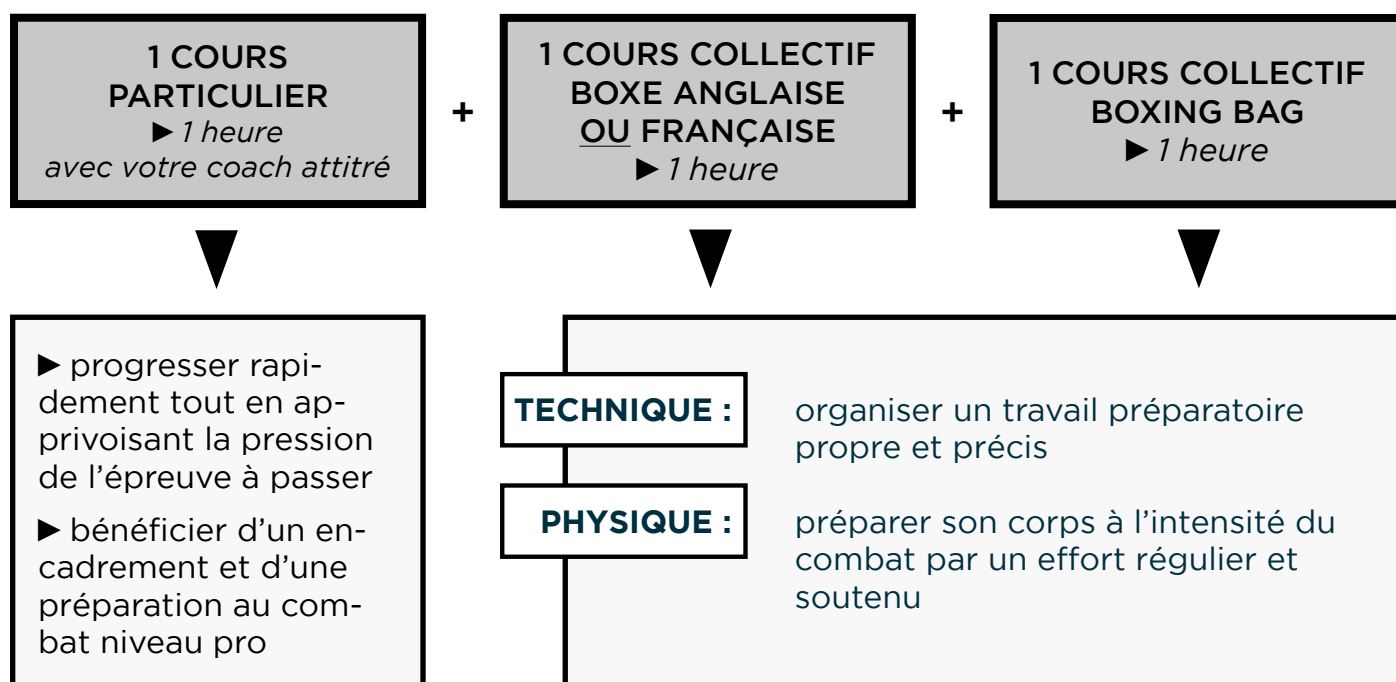 1 COURS
PARTICULIER
► 1 heure
avec votre coach attitré
+
1 COURS COLLECTIF
BOXE ANGLAISE
OU FRANÇAISE
► 1 heure
+
1 COURS COLLECTIF
BOXING BAG
► 1 heure
► progresser rapi-
dement tout en ap-
privoisant la pression
de l'épreuve à passer
► bénéficier d'un en-
cadrement et d'une
préparation au com-
bat niveau pro
TECHNIQUE :
organiser un travail préparatoire
propre et précis
PHYSIQUE :
préparer son corps à l'intensité du
combat par un effort régulier et
soutenu